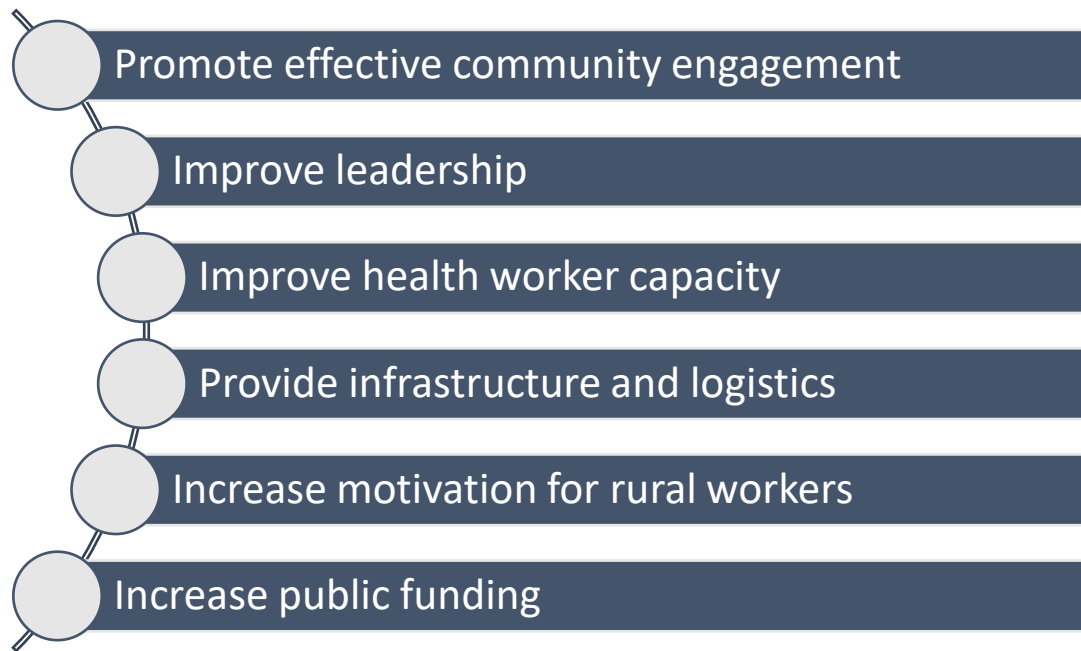 Promote effective community engagement
Improve leadership
Improve health worker capacity
Provide infrastructure and logistics
Increase motivation for rural workers
Increase public funding